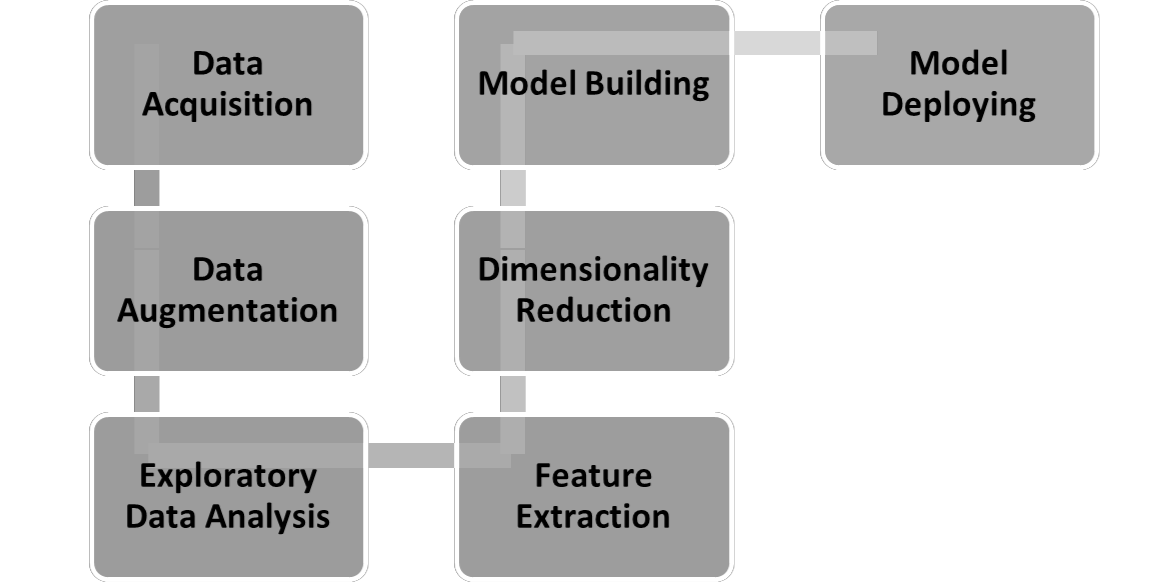 Data
Acquisition
Data
Augmentation
Exploratory
Data Analysis
Feature
Extraction
Dimensionality
Reduction
Model Building
Model
Deploying